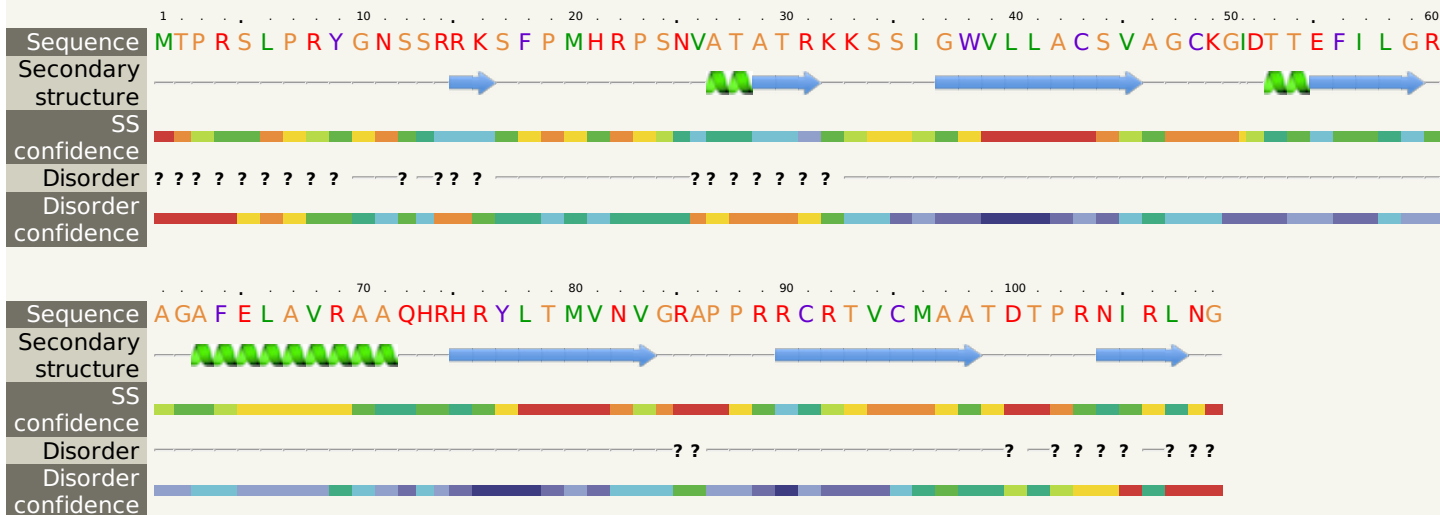 1 10 20 30 40 50 60
Sequence MTPRSLPRYGNSSRRKSFPMHRPSNVATATRKKSSIGWVLLACSVAGCKGIDTTEFILGR
Secondary
structure
SS
confidence
Disorder ? ? ? ? ? ? ? ? ? ? ? ? ? ? ? ? ? ? ? ?
Disorder
confidence
70 80 90 100
Sequence AGAFELAVRAAQHRHRYLTMVNVGRAPPRRCRTVCMAATDTPRNIRLNG
Secondary
structure
SS
confidence
Disorder ? ? ? ? ? ? ? ? ? ?
Disorder
confidence